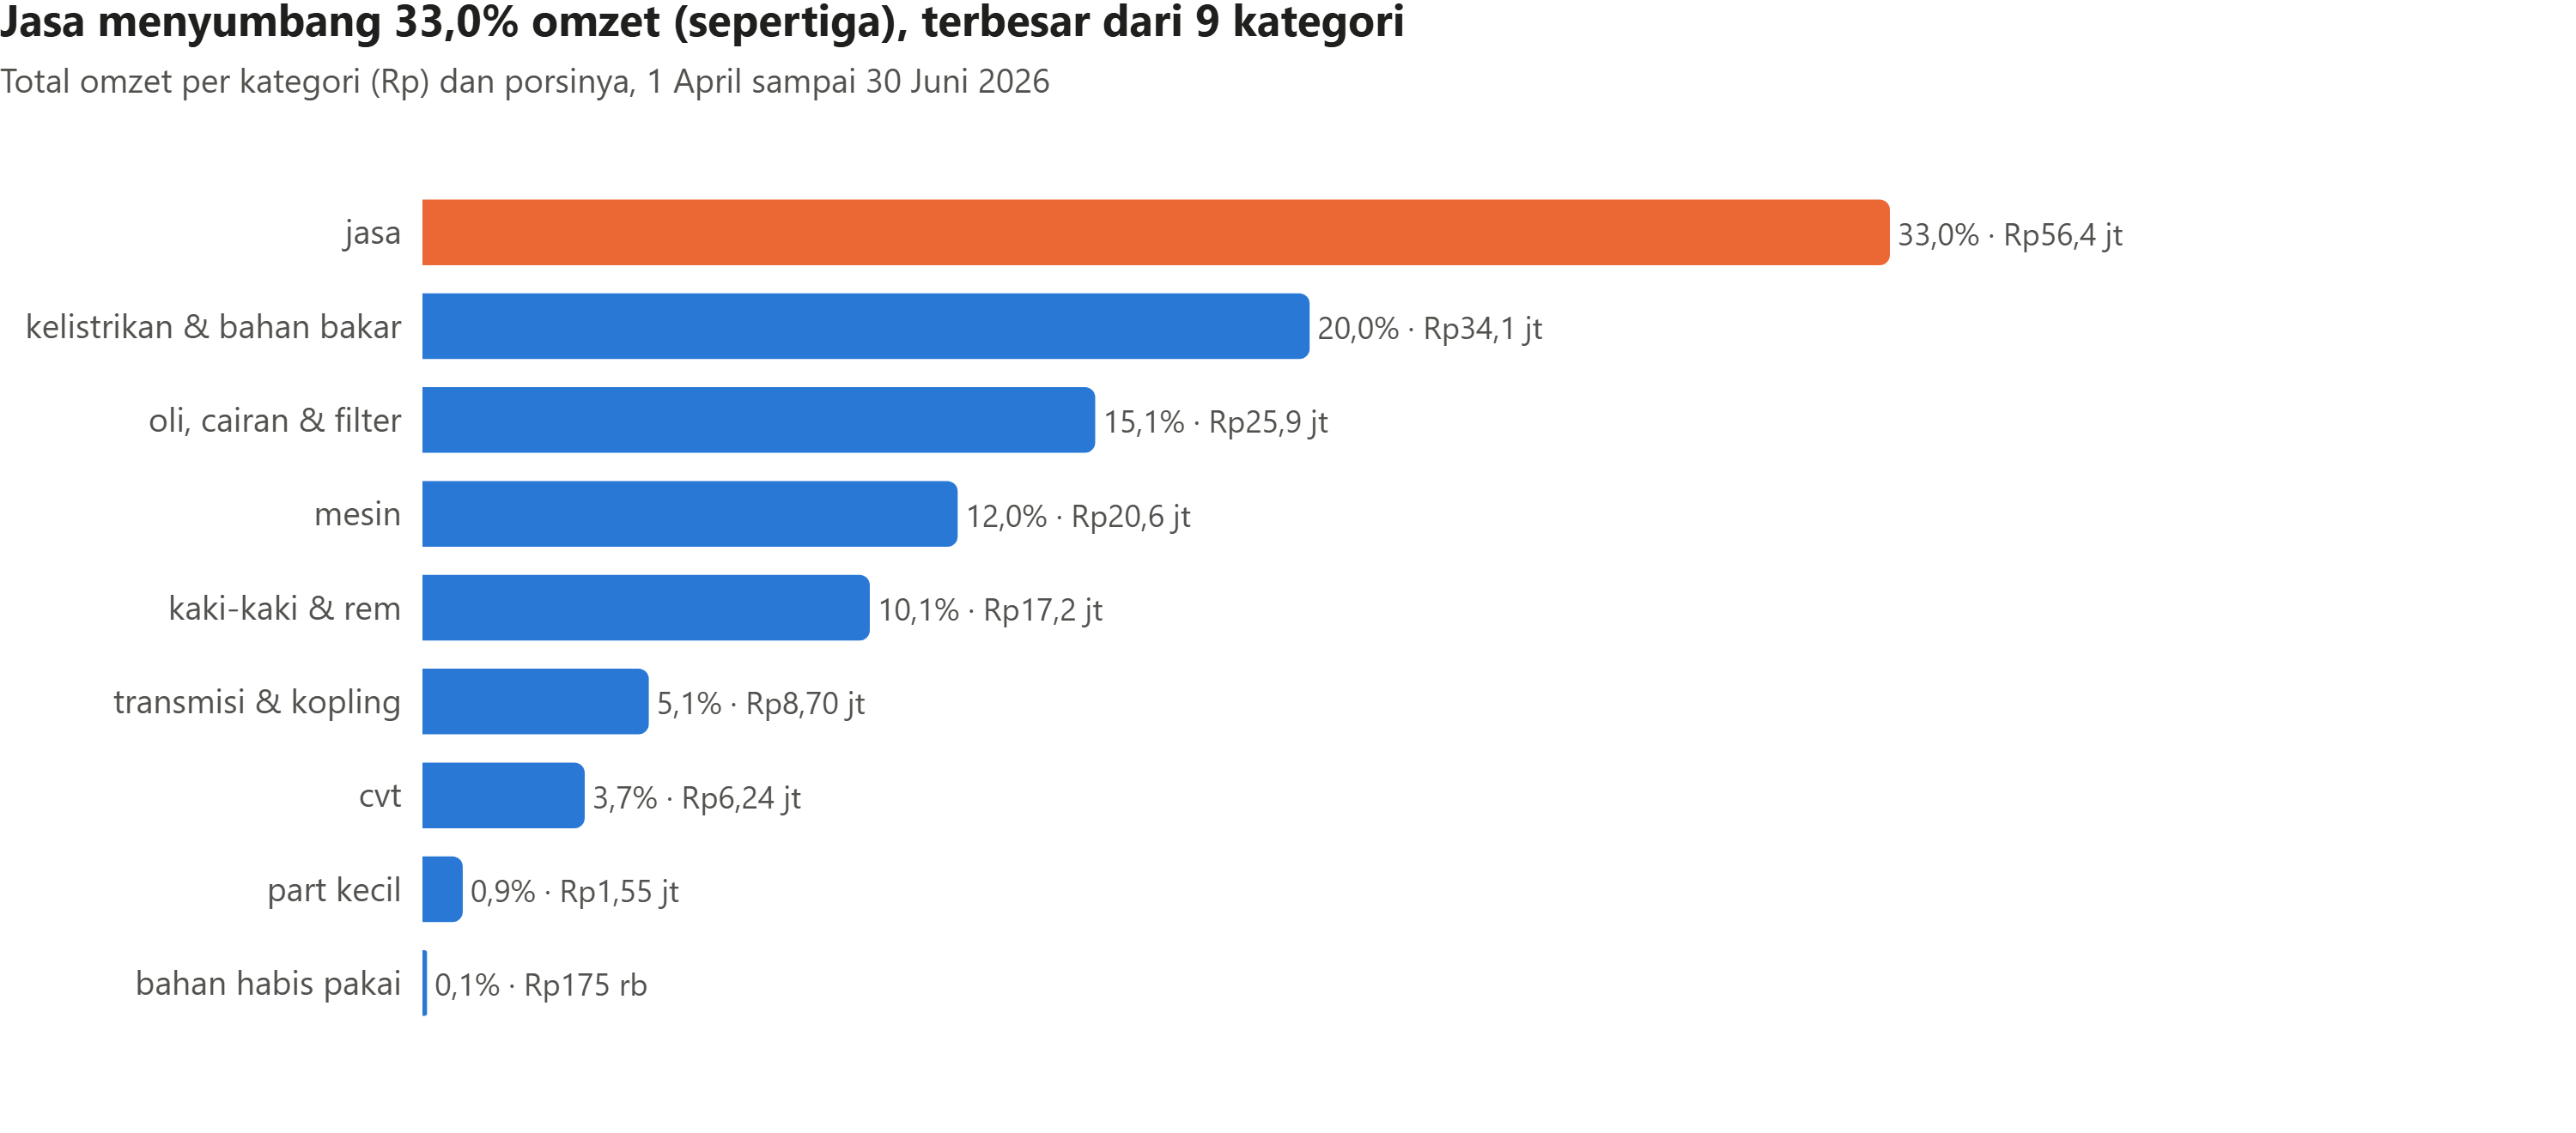 Jasa menyumbang 33,0% omzet (sepertiga), terbesar dari 9 kategori
Total omzet per kategori (Rp) dan porsinya, 1 April sampai 30 Juni 2026
jasa 33,0% · Rp56,4 jt
kelistrikan & bahan bakar 20,0% · Rp34,1 jt
oli, cairan & filter 15,1% · Rp25,9 jt
mesin 12,0% · Rp20,6 jt
kaki-kaki & rem 10,1% · Rp17,2 jt
transmisi & kopling 5,1% · Rp8,70 jt
cvt 3,7% · Rp6,24 jt
part kecil 0,9% · Rp1,55 jt
bahan habis pakai 0,1% · Rp175 rb